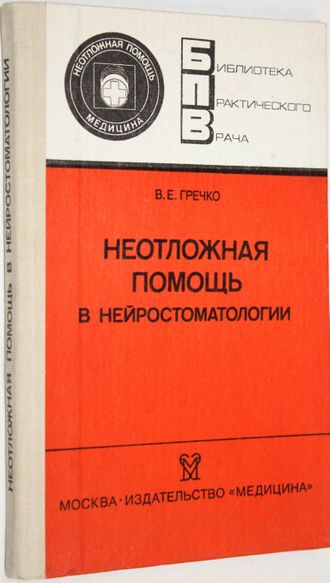 НЕОТЛОЖНАЯ ПОМОЩЬ
МЕДИЦИНА
БИБЛИОТЕКА
ПРАКТИЧЕСКОГО
ВРАЧА
В. Е. ГРЕЧКО
НЕОТЛОЖНАЯ
ПОМОЩЬ
В НЕЙРОСТОМАТОЛОГИИ
МОСКВА · ИЗДАТЕЛЬСТВО «МЕДИЦИНА»
НЕОТЛОЖНАЯ ПОМОЩЬ В НЕЙРОСТОМАТОЛОГИИ